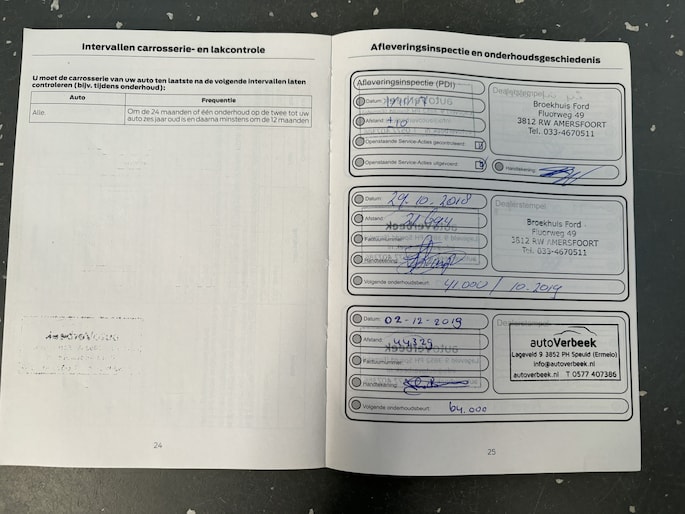 Intervallen carrosserie- en lakcontrole
U moet de carrosserie van uw auto ten laatste na de volgende intervallen laten
controleren (bijv. tijdens onderhoud):
Auto Frequentie
Alle Om de 24 maanden of één onderhoud op de twee tot uw
auto zes jaar oud is en daarna minstens om de 12 maanden
24
Afleveringsinspectie en onderhoudsgeschiedenis
Afleveringsinspectie (PDI)
Datum:
Afstand: 10
Openstaande Service-Acties gecontroleerd:
Openstaande Service-Acties uitgevoerd:
Dealerstempel
Broekhuis Ford
Fluorweg 49
3812 RW AMERSFOORT
Tel. 033-4670511
Handtekening:
Datum: 29-10-2018
Afstand:
Factuurnummer:
Handtekening:
Dealerstempel
Broekhuis Ford
Fluorweg 49
3812 RW AMERSFOORT
Tel. 033-4670511
Volgende onderhoudsbeurt: 41.000 / 10-2019
Datum: 02-12-2019
Afstand: 44329
Factuurnummer:
Handtekening:
Dealerstempel
autoVerbeek
Lageveld 9 3852 PH Speuld (Ermelo)
info@autoverbeek.nl
autoverbeek.nl T 0577 407386
Volgende onderhoudsbeurt: 64.000
25